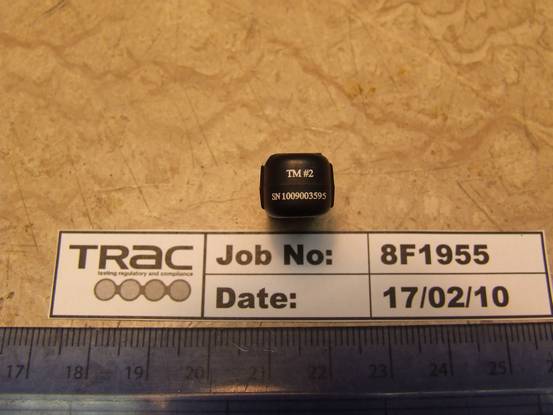 TM #2
SN 1009003595
TRAC
testing regulatory and compliance
Job No:
8F1955
Date:
17/02/10
17 18 19 20 21 22 23 24 25